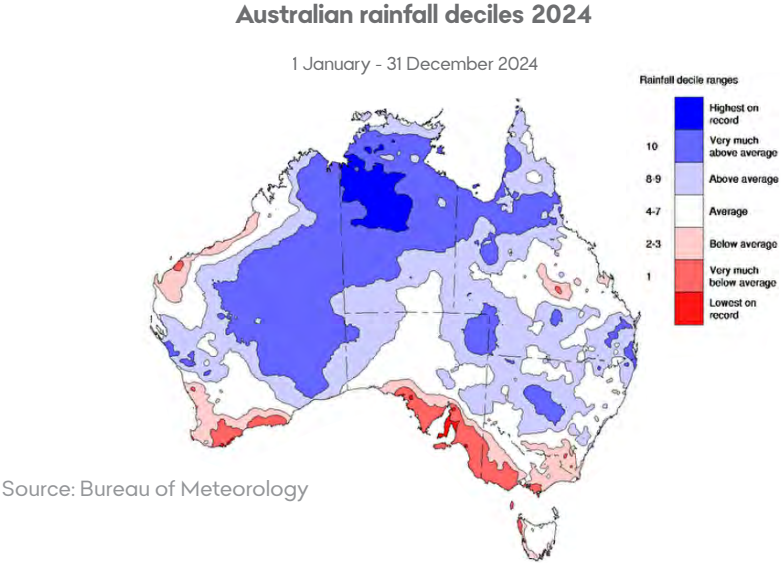 Australian rainfall deciles 2024
1 January - 31 December 2024
Rainfall decile ranges
Highest on
record
10
Very much
above average
8-9
Above average
4-7
Average
2-3
Below average
1
Very much
below average
Lowest on
record
Source: Bureau of Meteorology